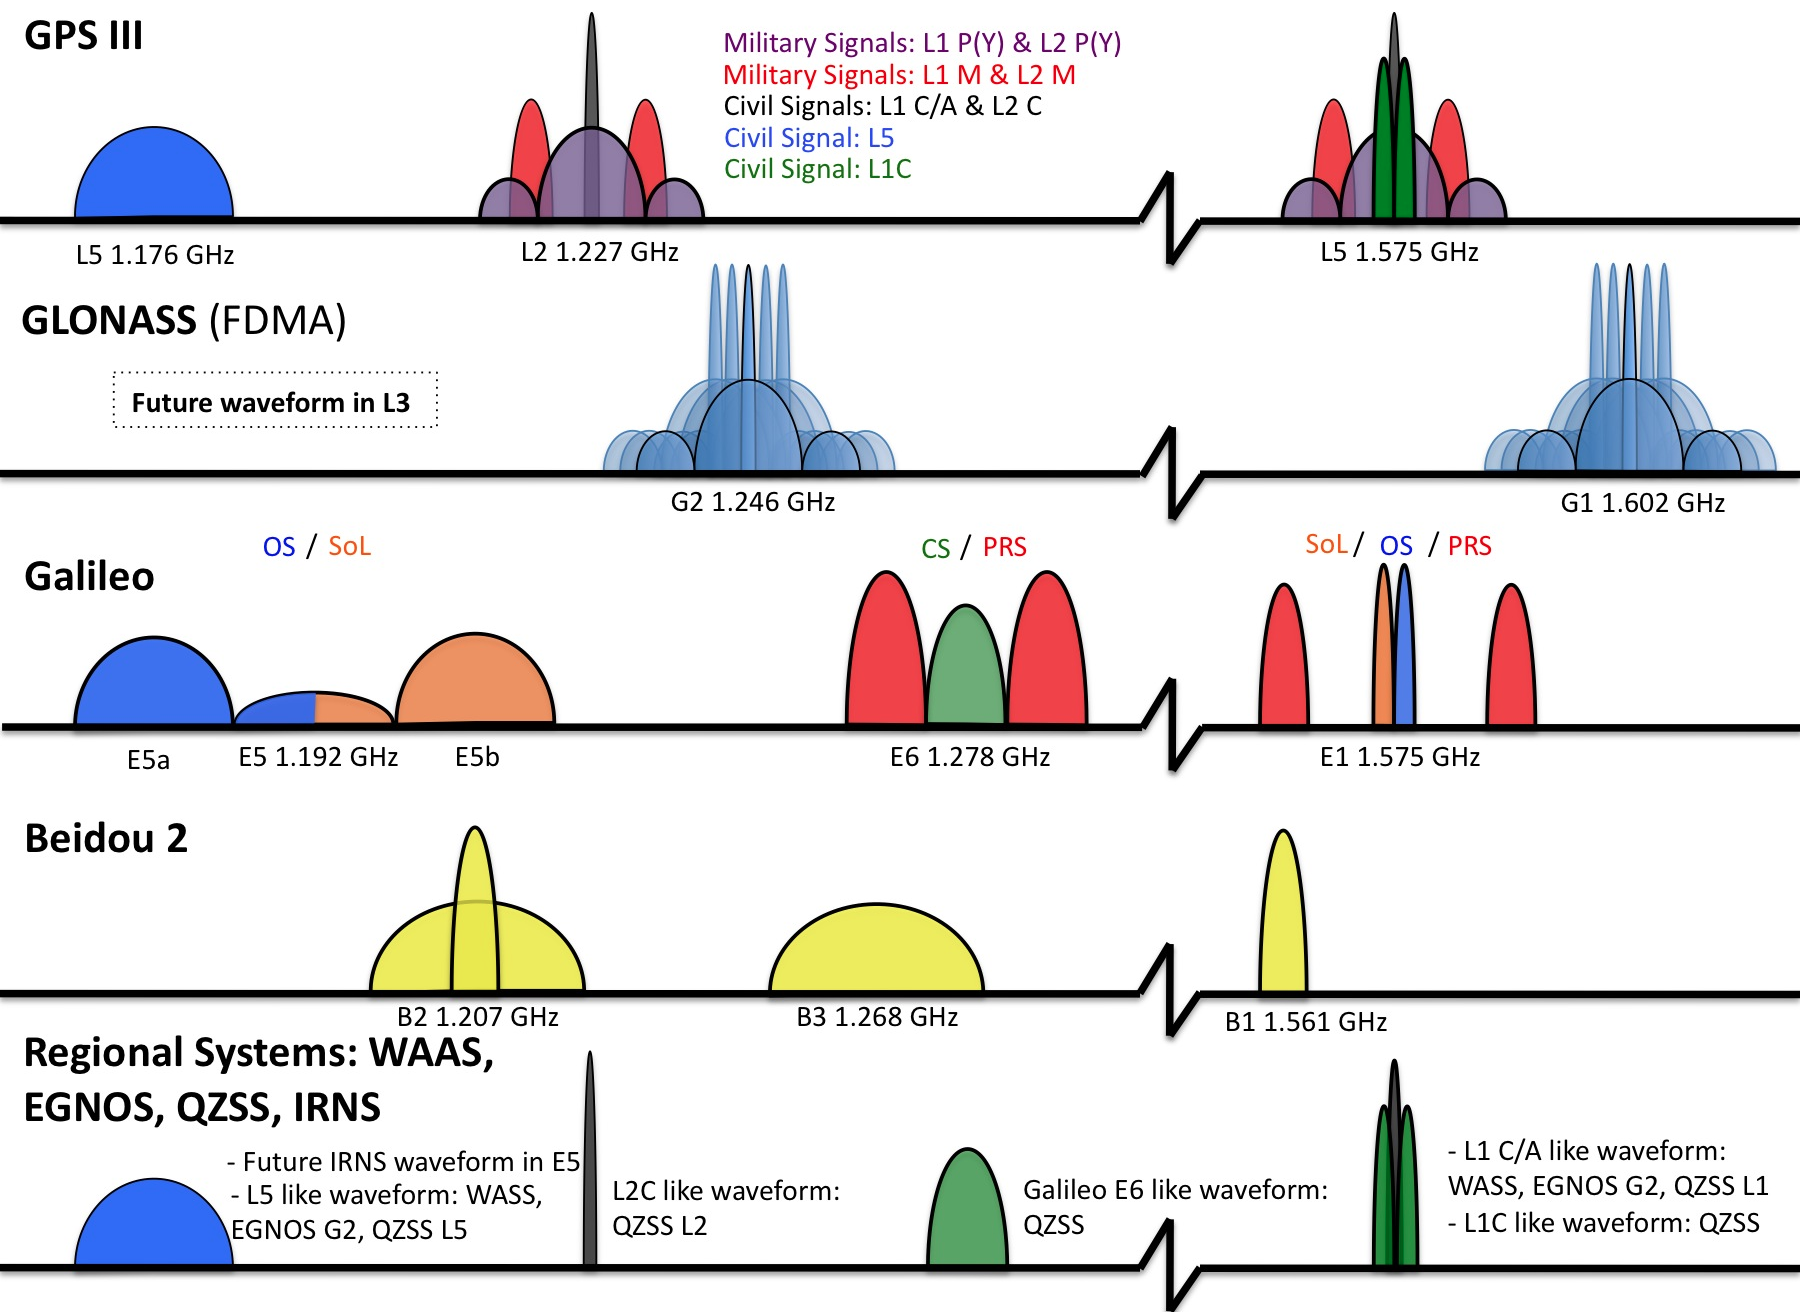 GPS III
Military Signals: L1 P(Y) & L2 P(Y)
Military Signals: L1 M & L2 M
Civil Signals: L1 C/A & L2 C
Civil Signal: L5
Civil Signal: L1C
L5 1.176 GHz
L2 1.227 GHz
L5 1.575 GHz
GLONASS (FDMA)
Future waveform in L3
G2 1.246 GHz
G1 1.602 GHz
Galileo
OS / SoL
CS / PRS
SoL / OS / PRS
E5a
E5 1.192 GHz
E5b
E6 1.278 GHz
E1 1.575 GHz
Beidou 2
B2 1.207 GHz
B3 1.268 GHz
B1 1.561 GHz
Regional Systems: WAAS,
EGNOS, QZSS, IRNS
- Future IRNS waveform in E5
- L5 like waveform: WASS,
EGNOS G2, QZSS L5
L2C like waveform:
QZSS L2
Galileo E6 like waveform:
QZSS
- L1 C/A like waveform:
WASS, EGNOS G2, QZSS L1
- L1C like waveform: QZSS